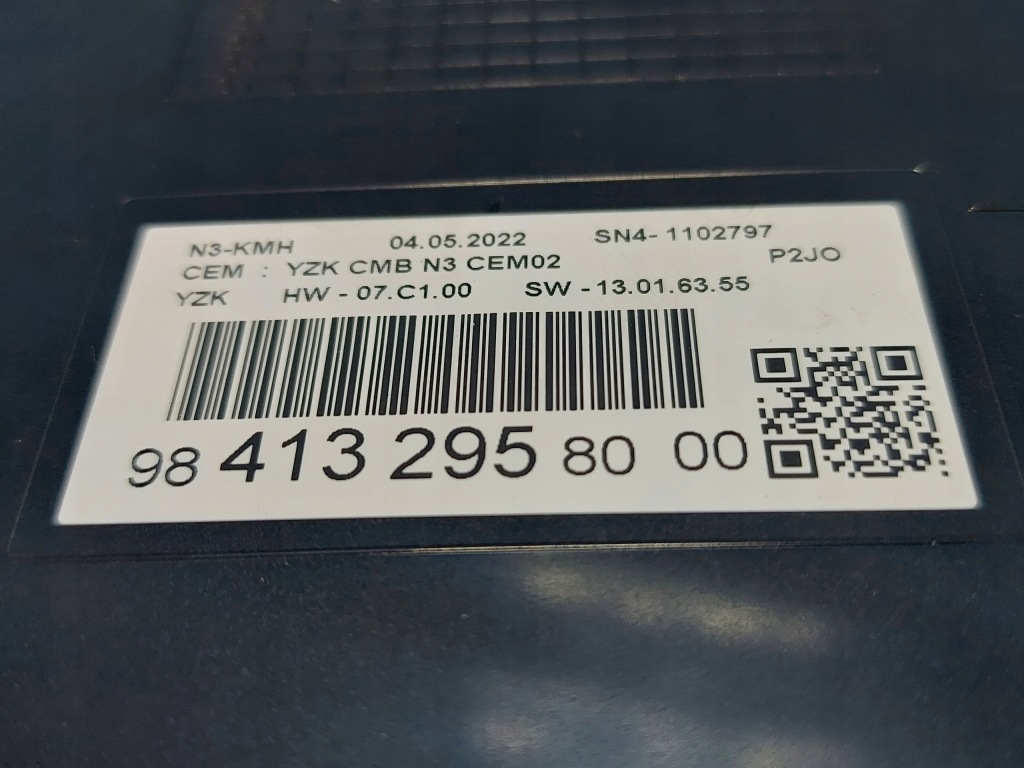 N3-KMH 04.05.2022 SN4-1102797
CEM : YZK CMB N3 CEM02 P2JO
YZK HW - 07.C1.00 SW - 13.01.63.55
98 413 295 80 00